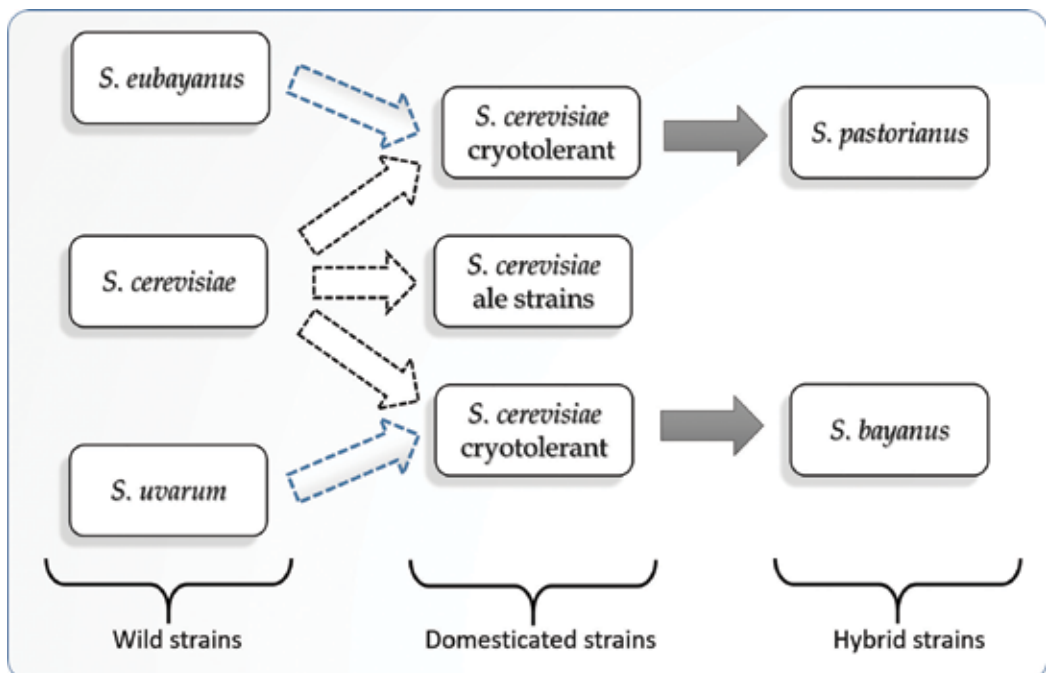 S. eubayanus
S. cerevisiae
cryotolerant
S. pastorianus
S. cerevisiae
S. cerevisiae
ale strains
S. uvarum
S. cerevisiae
cryotolerant
S. bayanus
Wild strains
Domesticated strains
Hybrid strains